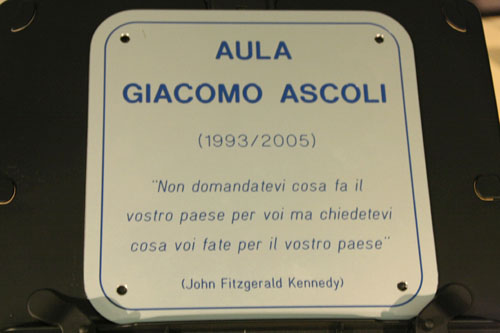 AULA
GIACOMO ASCOLI
(1993/2005)
¨Non domandatevi cosa fa il
vostro paese per voi ma chiedetevi
cosa voi fate per il vostro paese¨
(John Fitzgerald Kennedy)